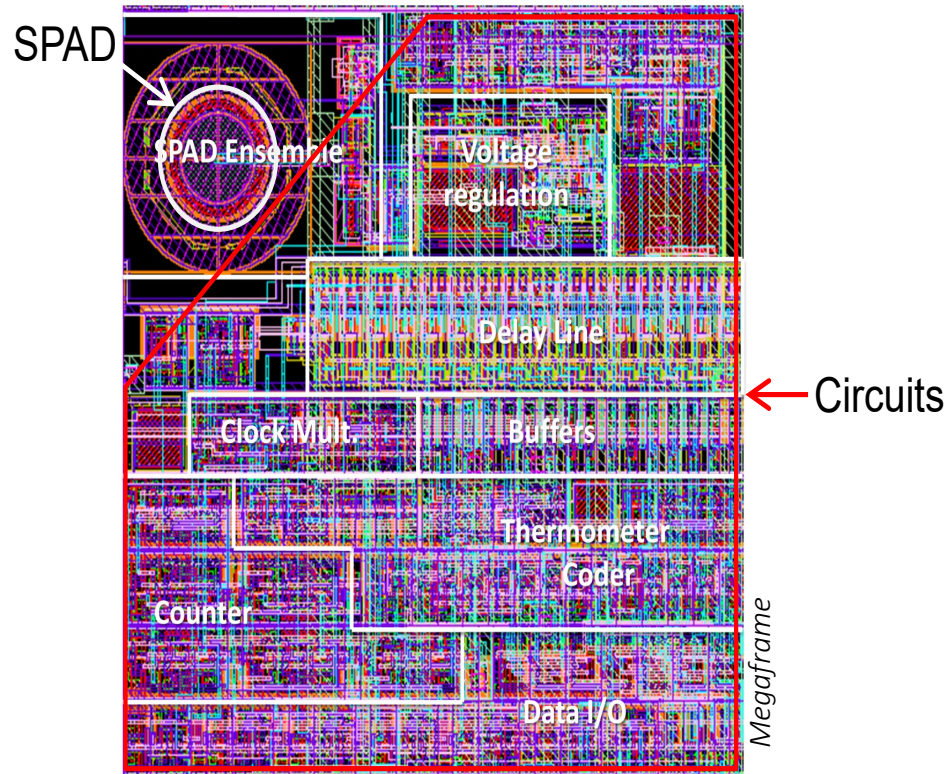 SPAD
SPAD Ensemble
Voltage
regulation
Delay Line
Circuits
Clock Mult.
Buffers
Thermometer
Coder
Counter
Data I/O
Megaframe